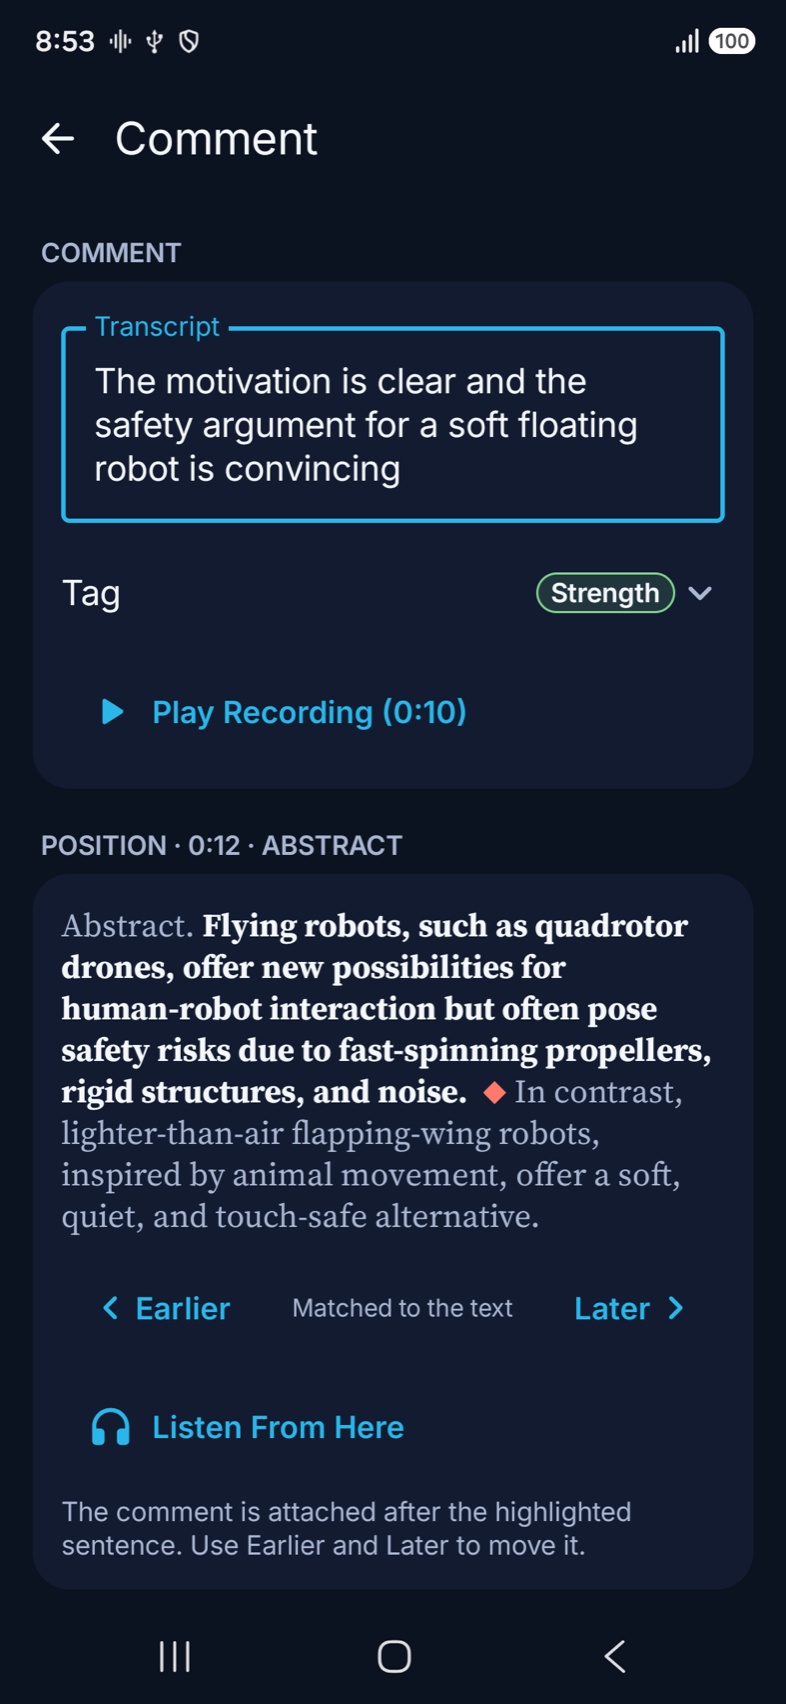 8:53
100
Comment
COMMENT
Transcript
The motivation is clear and the
safety argument for a soft floating
robot is convincing
Tag
Strength
Play Recording (0:10)
POSITION · 0:12 · ABSTRACT
Abstract. Flying robots, such as quadrotor
drones, offer new possibilities for
human-robot interaction but often pose
safety risks due to fast-spinning propellers,
rigid structures, and noise. In contrast,
lighter-than-air flapping-wing robots,
inspired by animal movement, offer a soft,
quiet, and touch-safe alternative.
Earlier
Matched to the text
Later
Listen From Here
The comment is attached after the highlighted
sentence. Use Earlier and Later to move it.